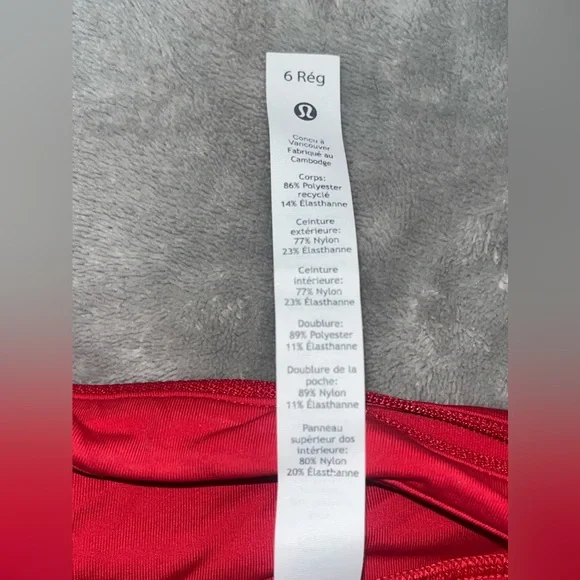 6 Rég
Conçu à
Vancouver
Fabriqué au
Cambodge
Corps:
86% Polyester
recyclé
14% Élasthanne
Ceinture
extérieure:
77% Nylon
23% Élasthanne
Ceinture
intérieure:
77% Nylon
23% Élasthanne
Doublure:
89% Polyester
11% Élasthanne
Doublure de la
poche:
89% Nylon
11% Élasthanne
Panneau
supérieur dos
intérieure:
80% Nylon
20% Élasthanne